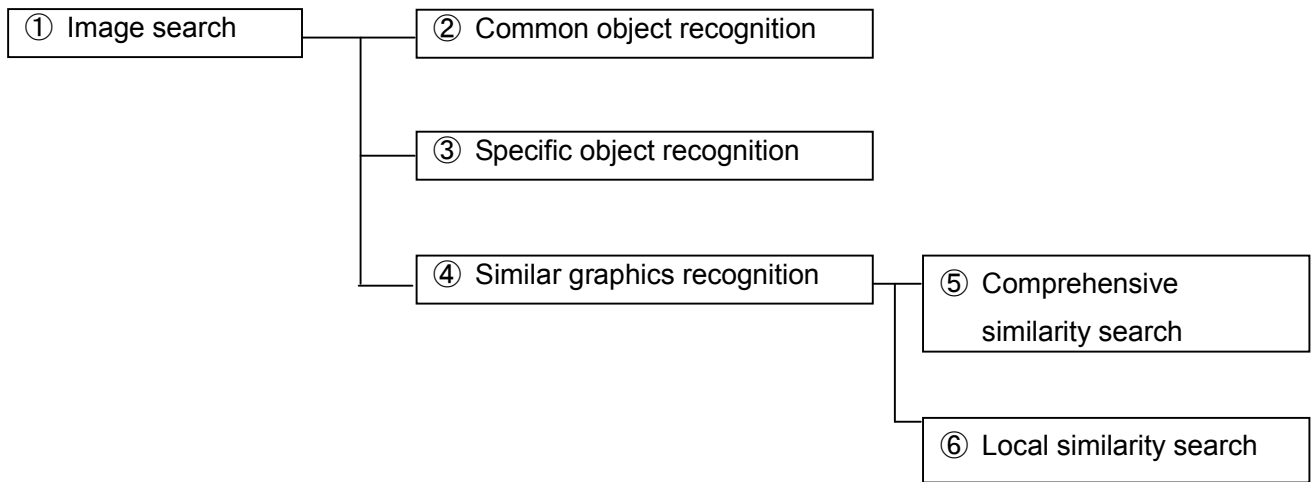 ① Image search
② Common object recognition
③ Specific object recognition
④ Similar graphics recognition
⑤ Comprehensive
similarity search
⑥ Local similarity search